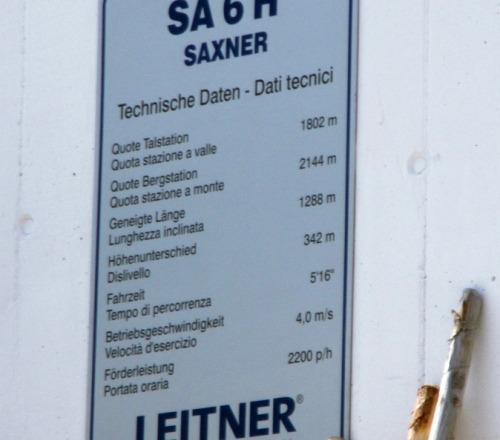 SA 6 H
SAXNER
Technische Daten - Dati tecnici
Quote Talstation
Quota stazione a valle 1802 m
Quote Bergstation
Quota stazione a monte 2144 m
Geneigte Länge
Lunghezza inclinata 1288 m
Höhenunterschied
Dislivello 342 m
Fahrzeit
Tempo di percorrenza 5'16"
Betriebsgeschwindigkeit
Velocità d'esercizio 4,0 m/s
Förderleistung
Portata oraria 2200 p/h
LEITNER®